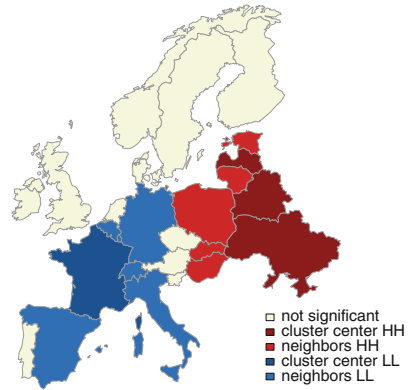 not significant
cluster center HH
neighbors HH
cluster center LL
neighbors LL